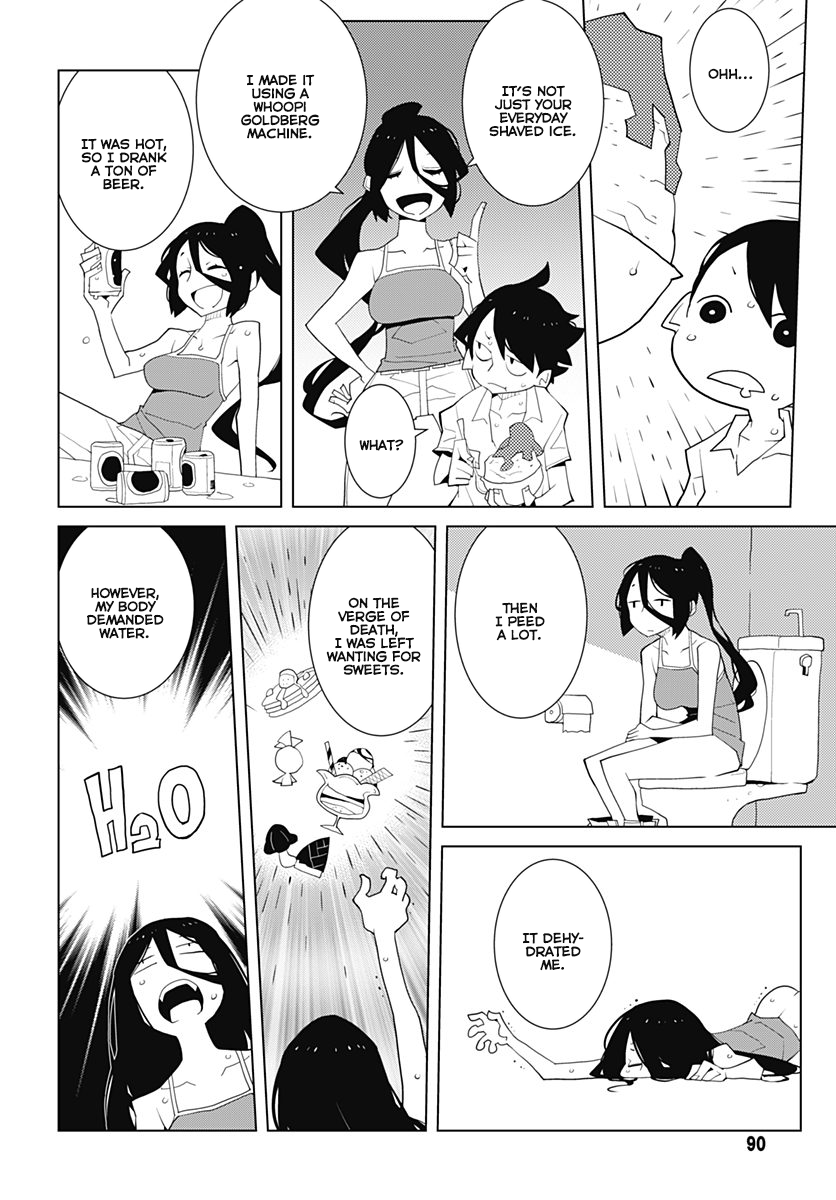 OHH...
IT'S NOT
JUST YOUR
EVERYDAY
SHAVED ICE.
I MADE IT
USING A
WHOOPI
GOLDBERG
MACHINE.
WHAT?
IT WAS HOT,
SO I DRANK
A TON OF
BEER.
THEN
I PEED
A LOT.
IT DEHY-
DRATED
ME.
ON THE
VERGE OF
DEATH,
I WAS LEFT
WANTING FOR
SWEETS.
HOWEVER,
MY BODY
DEMANDED
WATER.
H2O
90